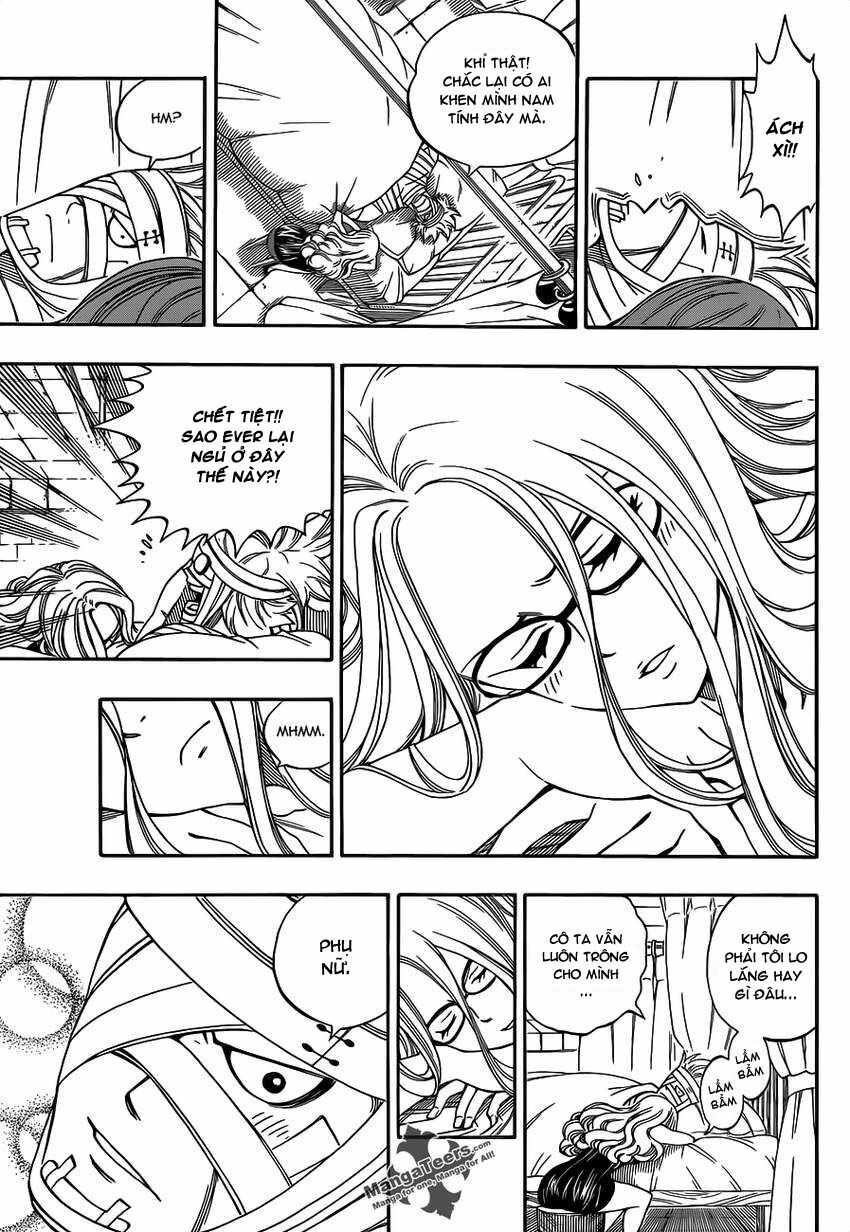 ÁCH
XÌ!!
KHỈ THẬT!
CHẮC LẠI CÓ AI
KHEN MÌNH NAM
TÍNH ĐÂY MÀ.
HM?
CHẾT TIỆT!!
SAO EVER LẠI
NGỦ Ở ĐÂY
THẾ NÀY?!
MHMM.
KHÔNG
PHẢI TÔI LO
LẮNG HAY
GÌ ĐÂU...
LẨM
BẨM
LẨM
BẨM
CÔ TA VẪN
LUÔN TRÔNG
CHO MÌNH
...
PHỤ
NỮ.
MangaTeers.com
Manga for one, Manga for All!